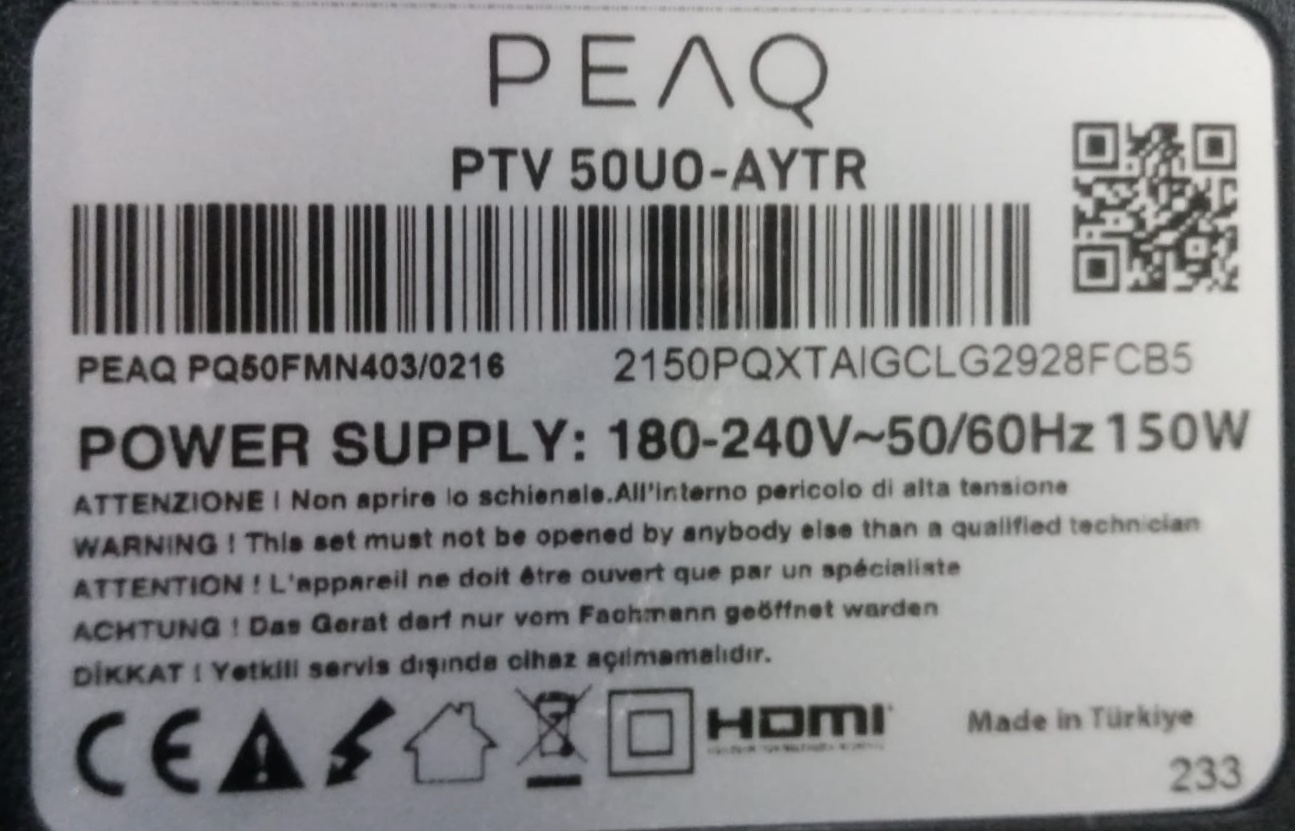 PEAQ
PTV 50UO-AYTR
PEAQ PQ50FMN403/0216 2150PQXTAIGCLG2928FCB5
POWER SUPPLY: 180-240V~50/60Hz 150W
ATTENZIONE ! Non aprire lo schienale.All'interno pericolo di alta tensione
WARNING ! This set must not be opened by anybody else than a qualified technician
ATTENTION ! L'appareil ne doit être ouvert que par un spécialiste
ACHTUNG ! Das Gerat darf nur vom Fachmann geöffnet warden
DİKKAT ! Yetkili servis dışında cihaz açılmamalıdır.
CE HDMI Made in Türkiye
233